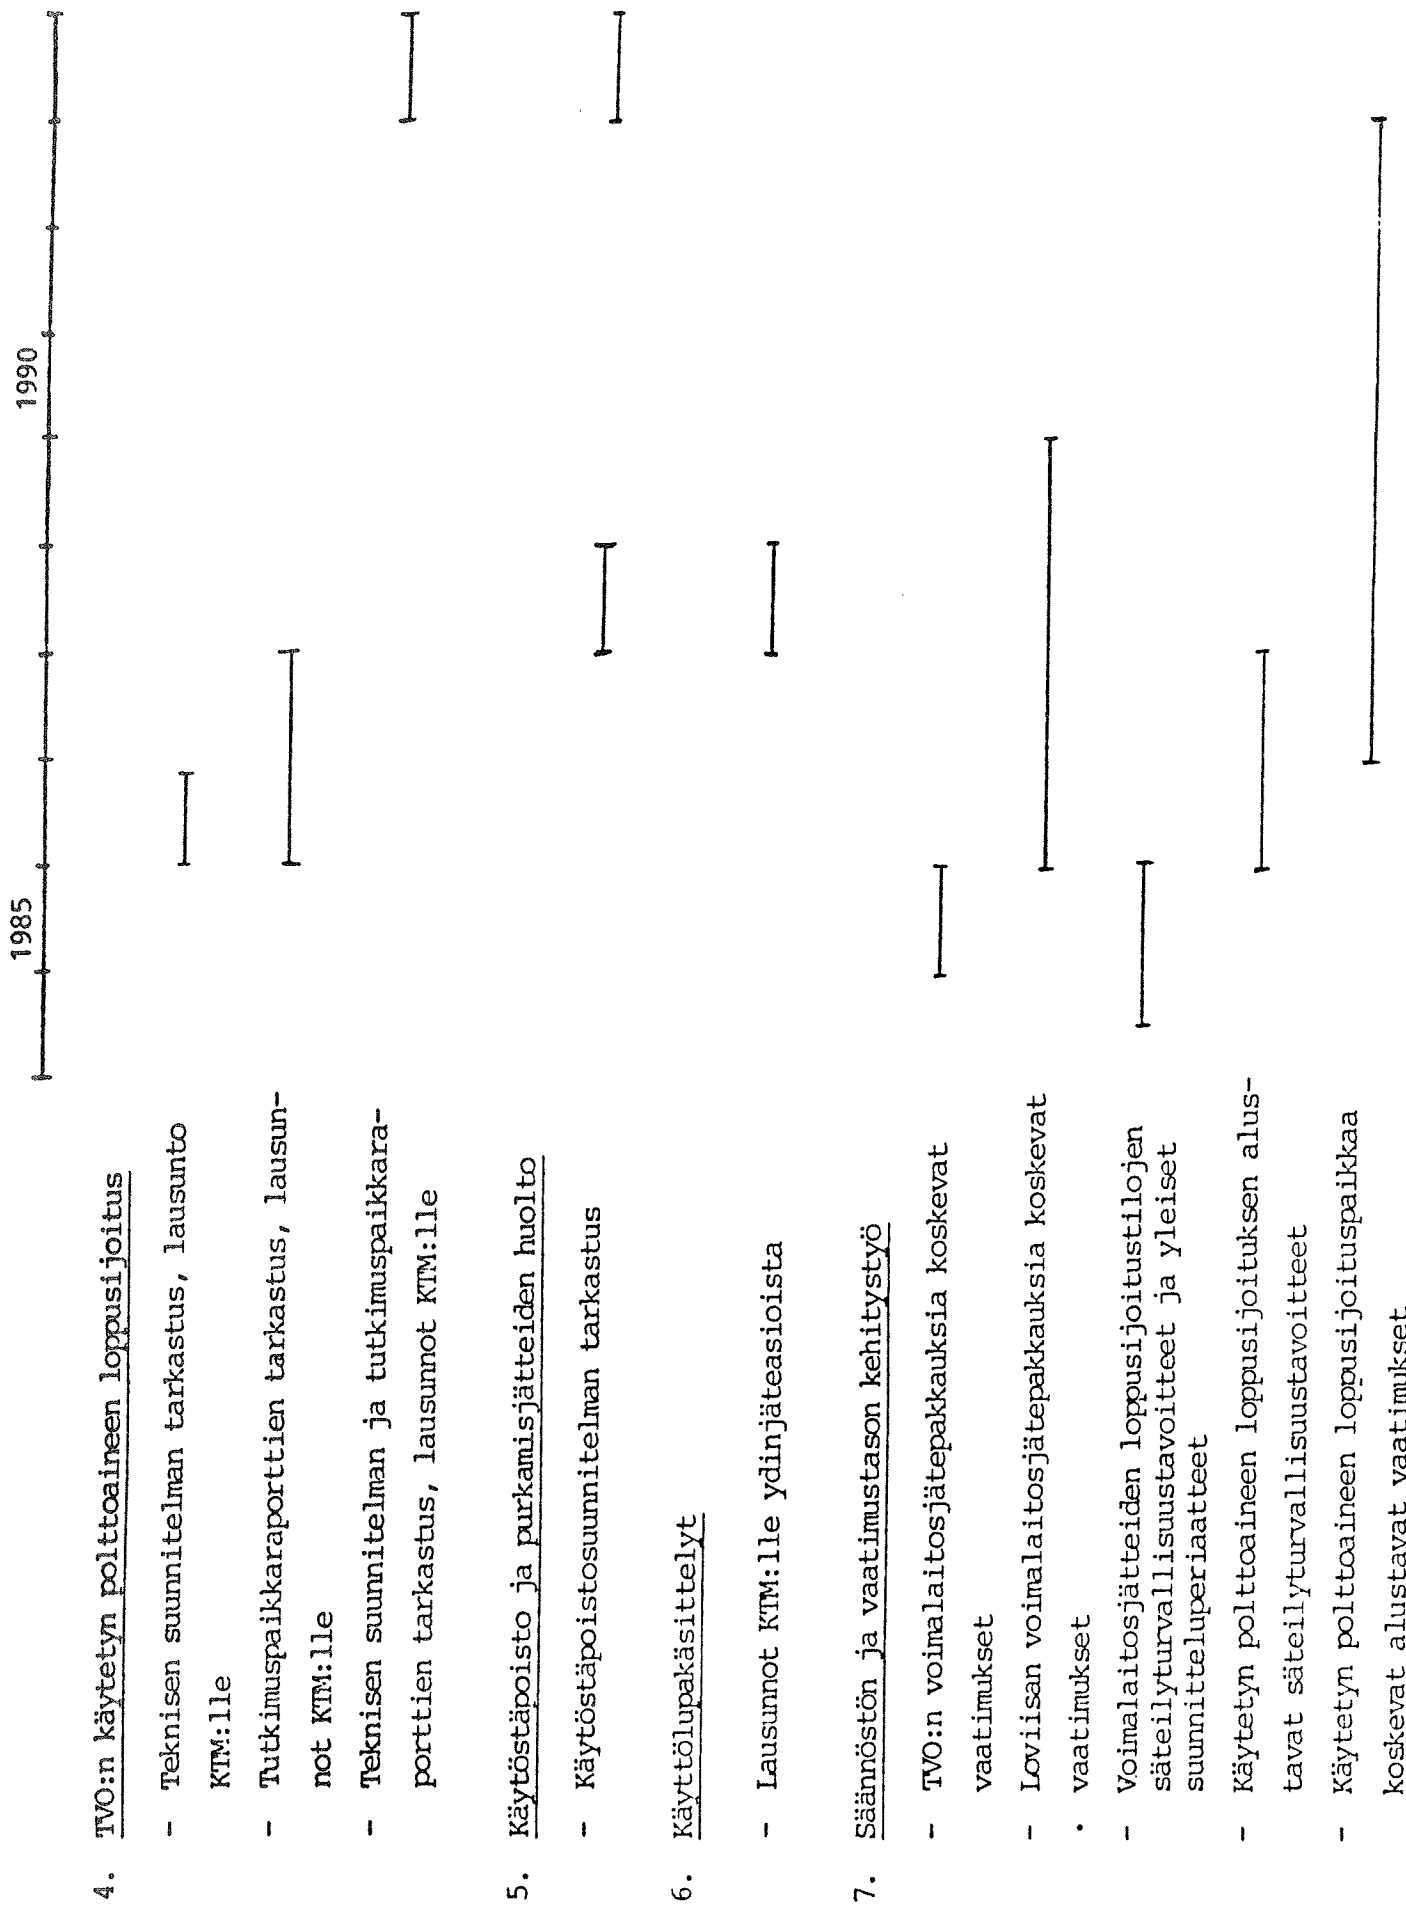 1985
1990
4. TVO:n käytetyn polttoaineen loppusijoitus
- Teknisen suunnitelman tarkastus, lausunto
KTM:lle
- Tutkimuspaikkaraporttien tarkastus, lausun-
not KTM:lle
- Teknisen suunnitelman ja tutkimuspaikkara-
porttien tarkastus, lausunnot KTM:lle
5. Käytöstäpoisto ja purkamisjätteiden huolto
- Käytöstäpoistosuunnitelman tarkastus
6. Käyttölupakäsittelyt
- Lausunnot KTM:lle ydinjäteasioista
7. Säännöstön ja vaatimustason kehitystyö
- TVO:n voimalaitosjätepakkauksia koskevat
vaatimukset
- Loviisan voimalaitosjätepakkauksia koskevat
vaatimukset
- Voimalaitosjätteiden loppusijoitustilojen
säteilyturvallisuustavoitteet ja yleiset
suunnitteluperiaatteet
- Käytetyn polttoaineen loppusijoituksen alus-
tavat säteilyturvallisuustavoitteet
- Käytetyn polttoaineen loppusijoituspaikkaa
koskevat alustavat vaatimukset